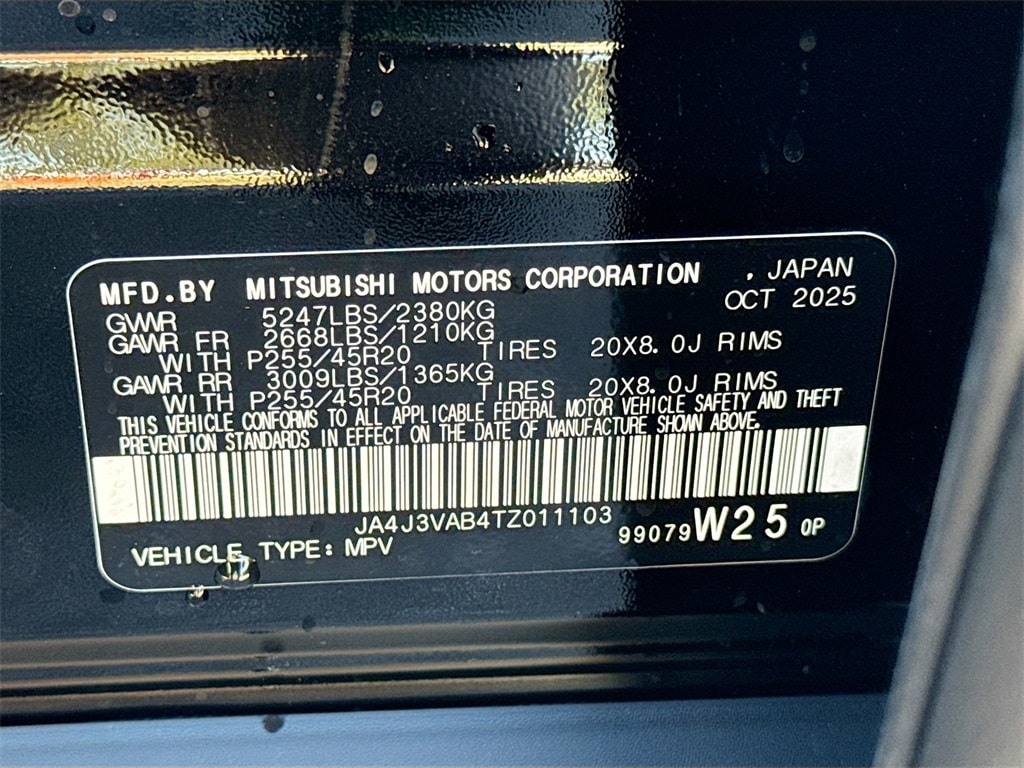 MFD.BY MITSUBISHI MOTORS CORPORATION , JAPAN
OCT 2025
GVWR 5247LBS/2380KG
GAWR FR 2668LBS/1210KG
WITH P255/45R20 TIRES 20X8.0J RIMS
GAWR RR 3009LBS/1365KG
WITH P255/45R20 TIRES 20X8.0J RIMS
THIS VEHICLE CONFORMS TO ALL APPLICABLE FEDERAL MOTOR VEHICLE SAFETY AND THEFT
PREVENTION STANDARDS IN EFFECT ON THE DATE OF MANUFACTURE SHOWN ABOVE.
JA4J3VAB4TZ011103
VEHICLE TYPE: MPV 99079 W25 0P